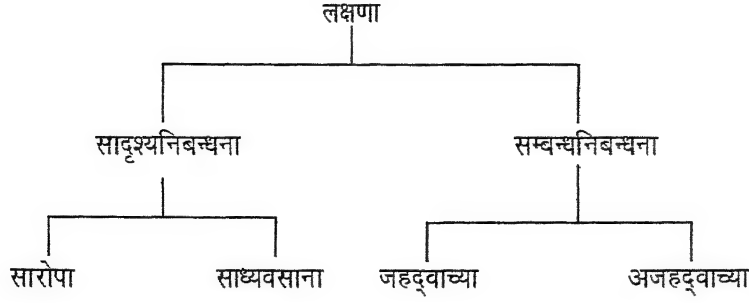 लक्षणा
सादृश्यनिबन्धना सम्बन्धनिबन्धना
सारोपा साध्यवसाना जहद्‌वाच्या अजहद्‌वाच्या